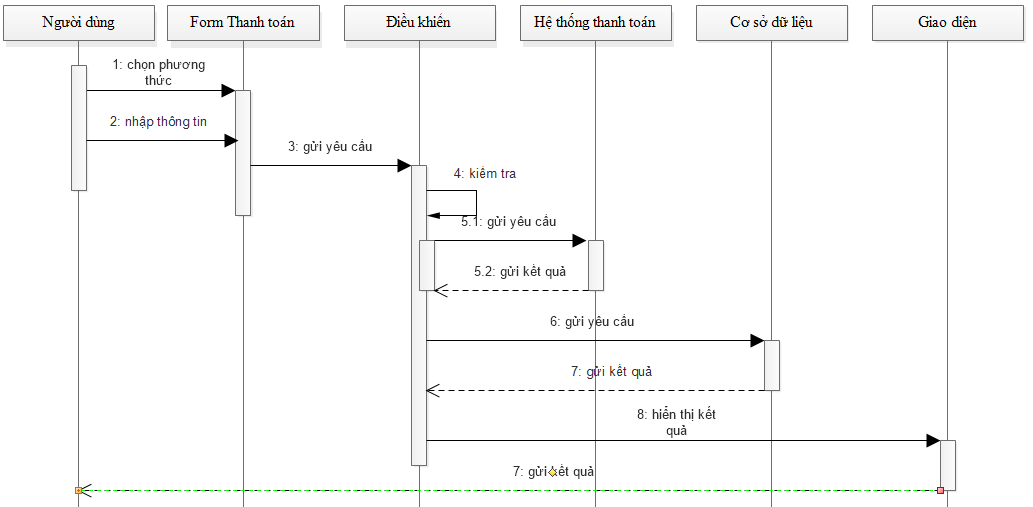 Người dùng
Form Thanh toán
Điều khiển
Hệ thống thanh toán
Cơ sở dữ liệu
Giao diện
1: chọn phương
thức
2: nhập thông tin
3: gửi yêu cầu
4: kiểm tra
5.1: gửi yêu cầu
5.2: gửi kết quả
6: gửi yêu cầu
7: gửi kết quả
8: hiển thị kết
quả
7: gửi kết quả